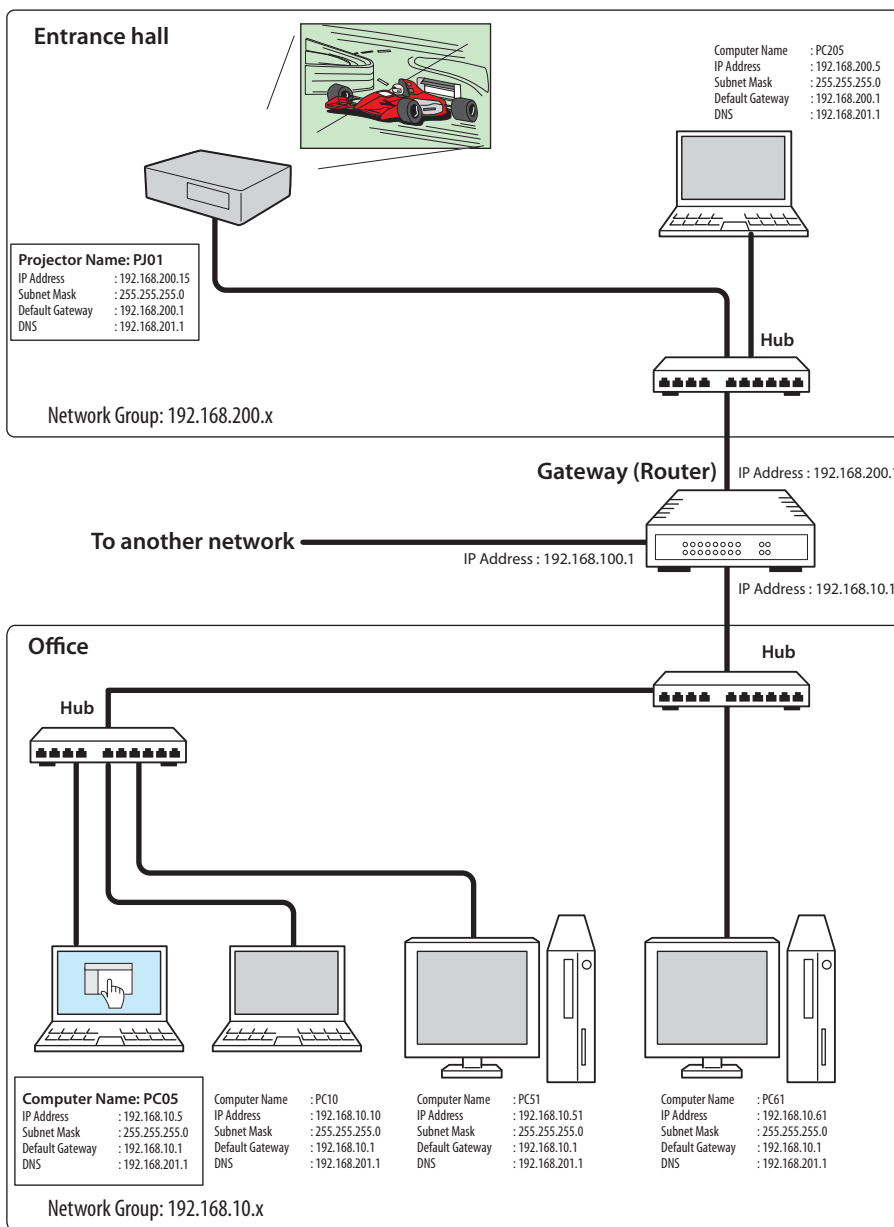 Entrance hall
Computer Name : PC205
IP Address : 192.168.200.5
Subnet Mask : 255.255.255.0
Default Gateway : 192.168.200.1
DNS : 192.168.201.1
Projector Name: PJ01
IP Address : 192.168.200.15
Subnet Mask : 255.255.255.0
Default Gateway : 192.168.200.1
DNS : 192.168.201.1
Hub
Network Group: 192.168.200.x
Gateway (Router)
IP Address : 192.168.200.1
To another network
IP Address : 192.168.100.1
IP Address : 192.168.10.1
Office
Hub
Hub
Computer Name: PC05
IP Address : 192.168.10.5
Subnet Mask : 255.255.255.0
Default Gateway : 192.168.10.1
DNS : 192.168.201.1
Computer Name : PC10
IP Address : 192.168.10.10
Subnet Mask : 255.255.255.0
Default Gateway : 192.168.10.1
DNS : 192.168.201.1
Computer Name : PC51
IP Address : 192.168.10.51
Subnet Mask : 255.255.255.0
Default Gateway : 192.168.10.1
DNS : 192.168.201.1
Computer Name : PC61
IP Address : 192.168.10.61
Subnet Mask : 255.255.255.0
Default Gateway : 192.168.10.1
DNS : 192.168.201.1
Network Group: 192.168.10.x